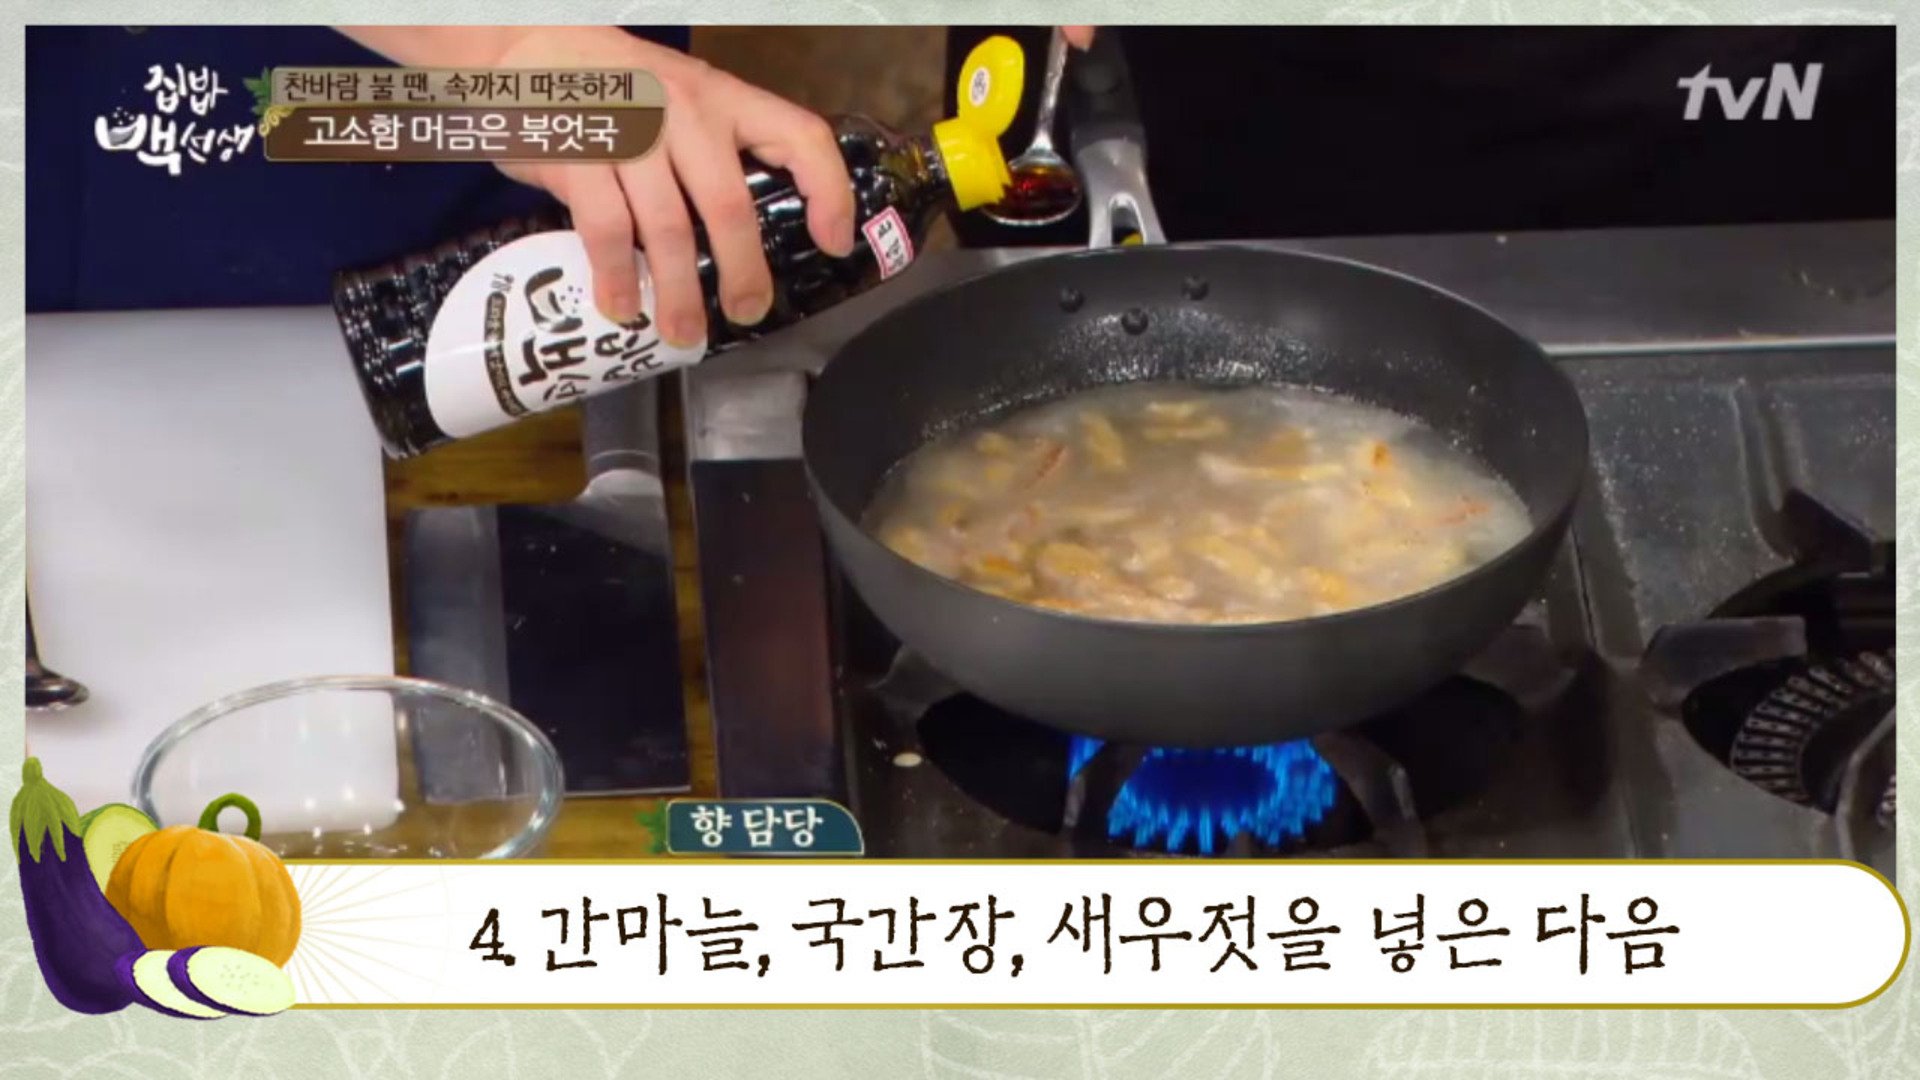 집밥
백선생
찬바람 불 땐, 속까지 따뜻하게
고소함 머금은 북엇국
tvN
향 담당
4. 간마늘, 국간장, 새우젓을 넣은 다음